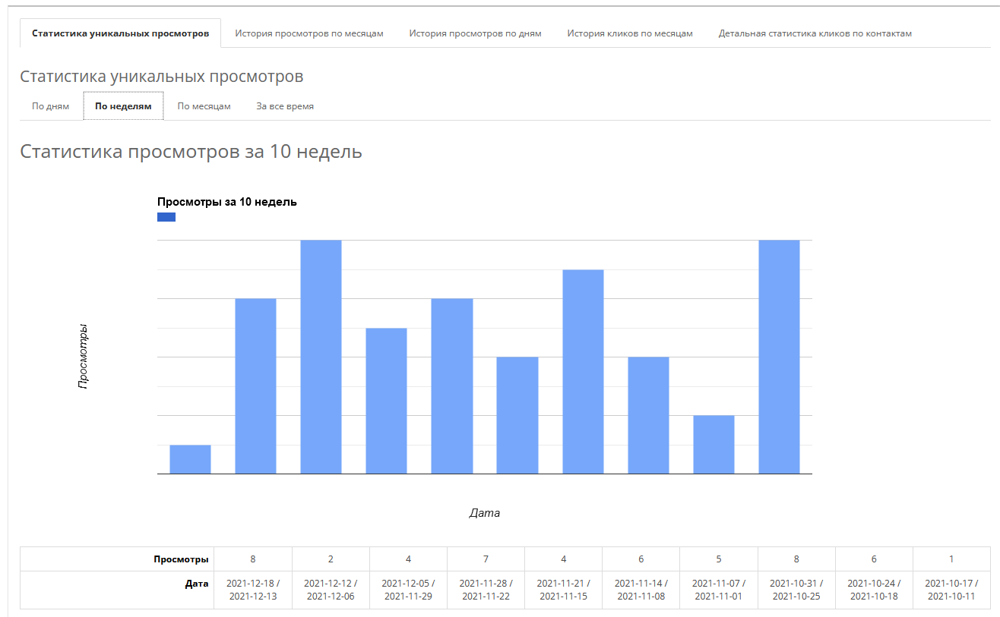 Статистика уникальных просмотров История просмотров по месяцам История просмотров по дням История кликов по месяцам Детальная статистика кликов по контактам
Статистика уникальных просмотров
По дням По неделям По месяцам За все время
Статистика просмотров за 10 недель
Просмотры за 10 недель
Просмотры
Дата
Просмотры 8 2 4 7 4 6 5 8 6 1
Дата 2021-12-18 / 2021-12-12 / 2021-12-05 / 2021-11-28 / 2021-11-21 / 2021-11-14 / 2021-11-07 / 2021-10-31 / 2021-10-24 / 2021-10-17 /
2021-12-13 2021-12-06 2021-11-29 2021-11-22 2021-11-15 2021-11-08 2021-11-01 2021-10-25 2021-10-18 2021-10-11